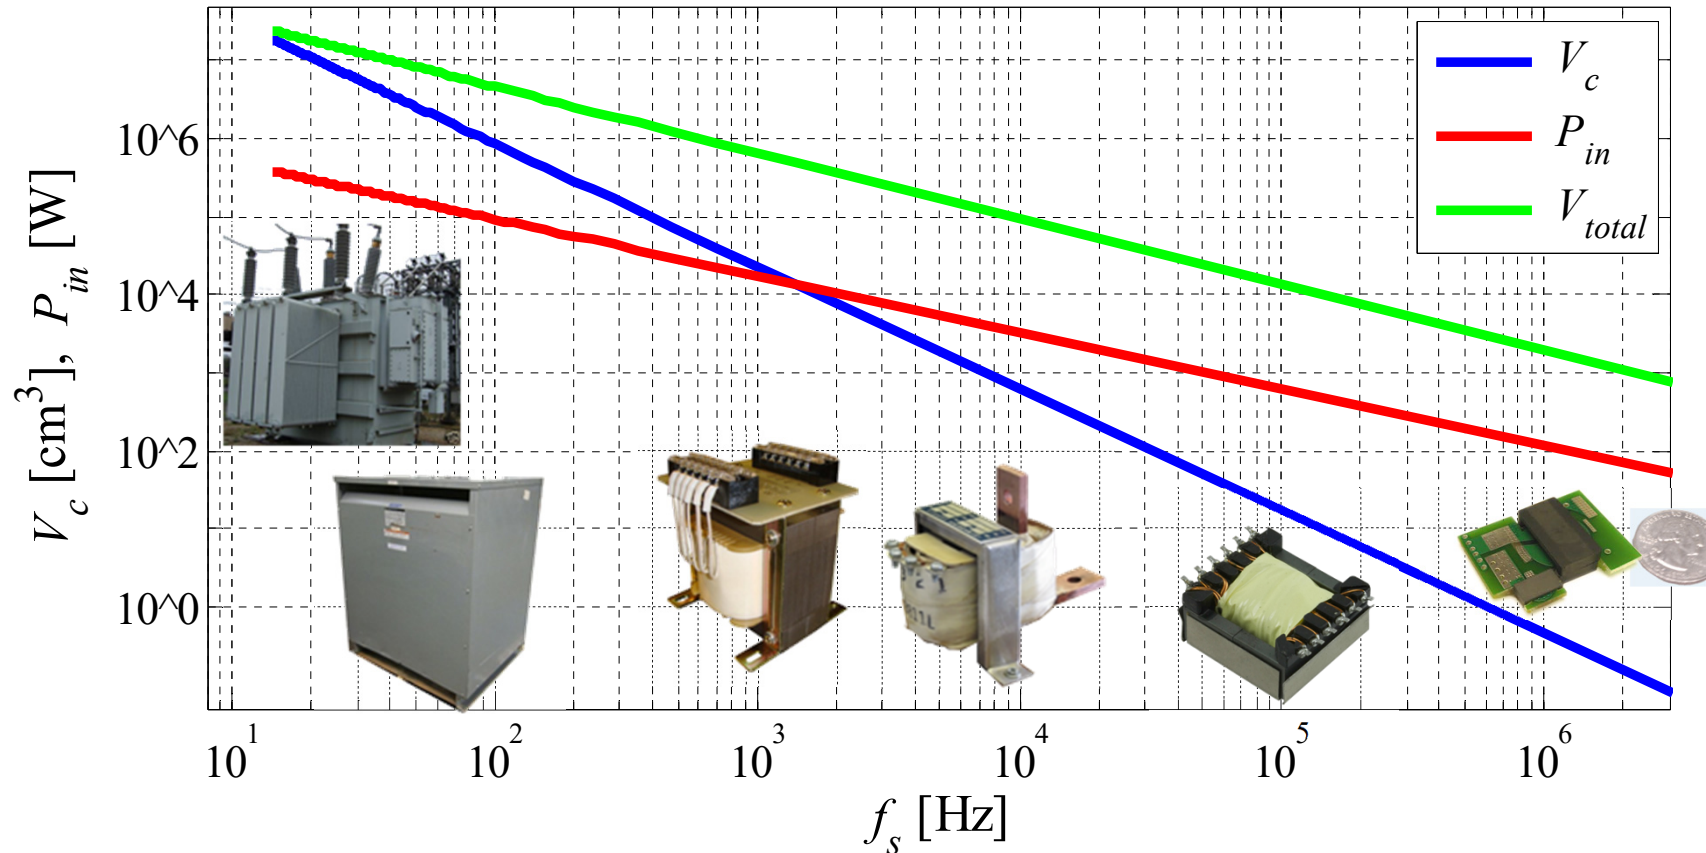 V_c
P_in
V_total
10^6
10^4
10^2
10^0
V_c [cm³], P_in [W]
10¹ 10² 10³ 10⁴ 10⁵ 10⁶
f_s [Hz]